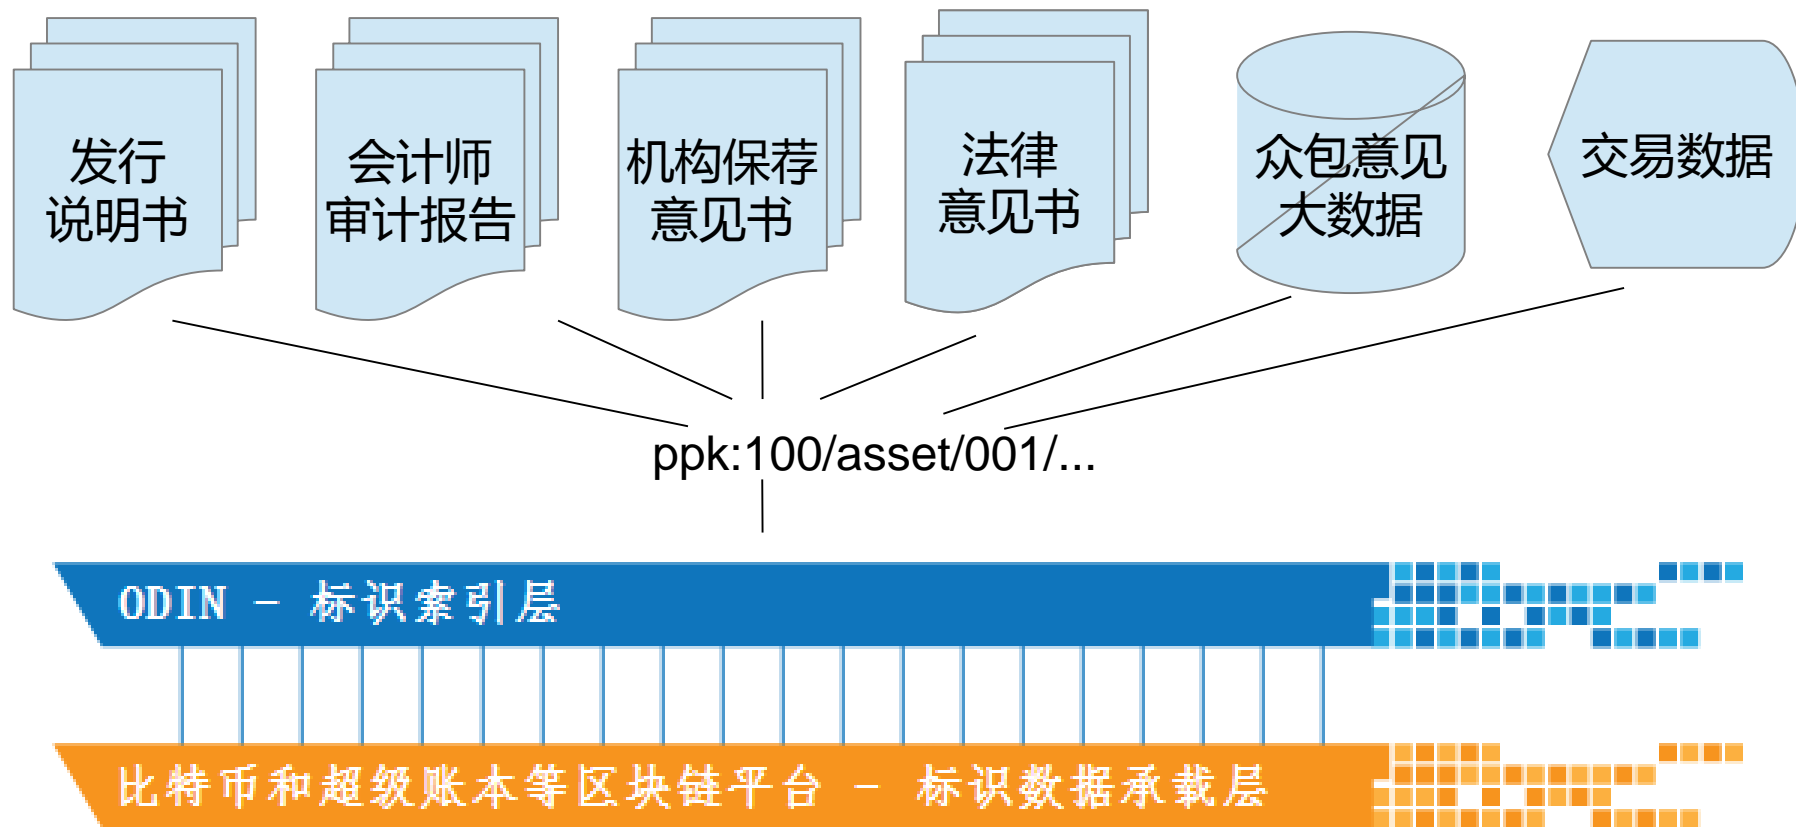 发行
说明书
会计师
审计报告
机构保荐
意见书
法律
意见书
众包意见
大数据
交易数据
ppk:100/asset/001/...
ODIN - 标识索引层
比特币和超级账本等区块链平台 - 标识数据承载层